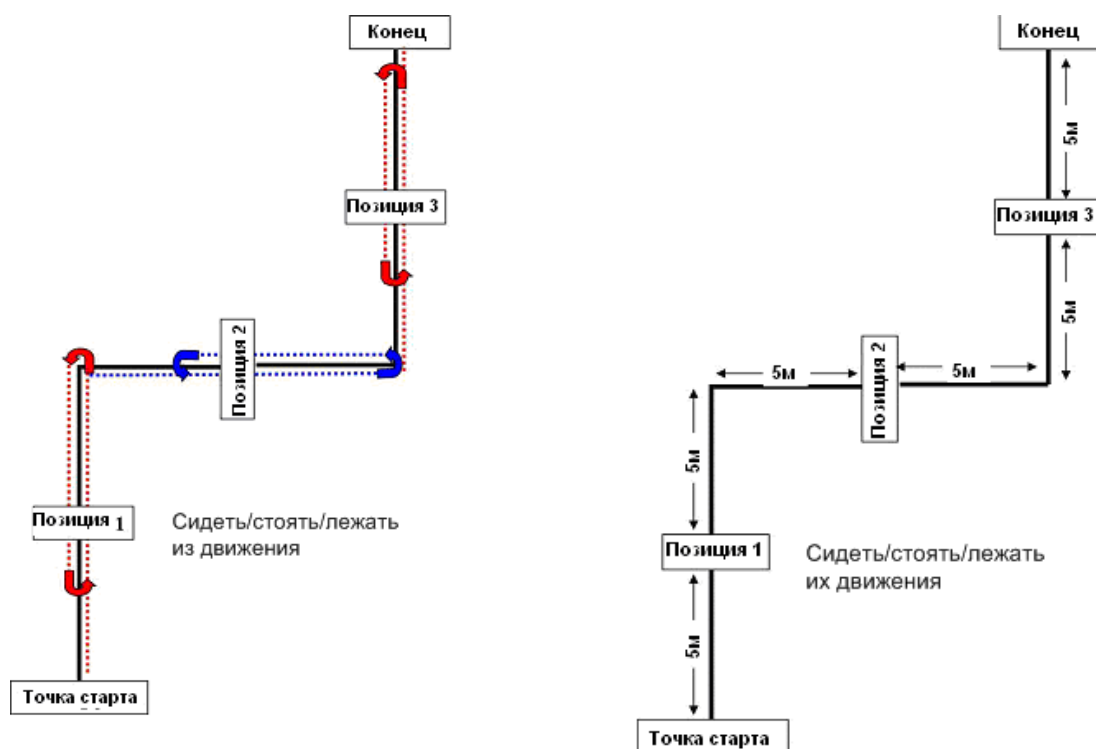 Конец
Позиция 3
Позиция 2
Позиция 1
Сидеть/стоять/лежать
из движения
Точка старта
Конец
5м
Позиция 3
5м
5м
5м
Позиция 2
5м
Позиция 1
Сидеть/стоять/лежать
их движения
5м
Точка старта